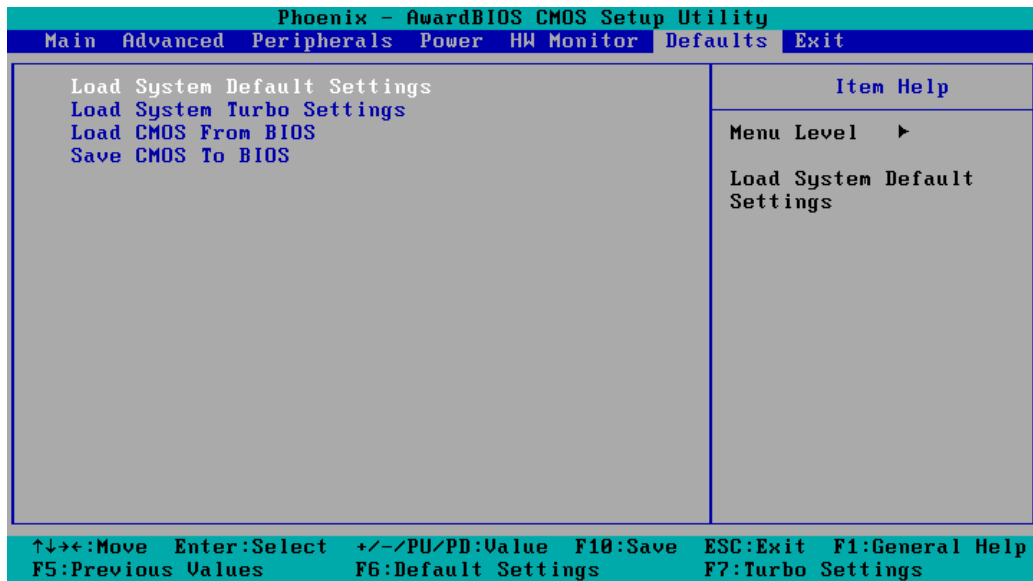 Phoenix - AwardBIOS CMOS Setup Utility
Main Advanced Peripherals Power HW Monitor Defaults Exit
Load System Default Settings
Load System Turbo Settings
Load CMOS From BIOS
Save CMOS To BIOS
Item Help
Menu Level ▶
Load System Default
Settings
↑↓→←:Move Enter:Select +/-/PU/PD:Value F10:Save ESC:Exit F1:General Help
F5:Previous Values F6:Default Settings F7:Turbo Settings